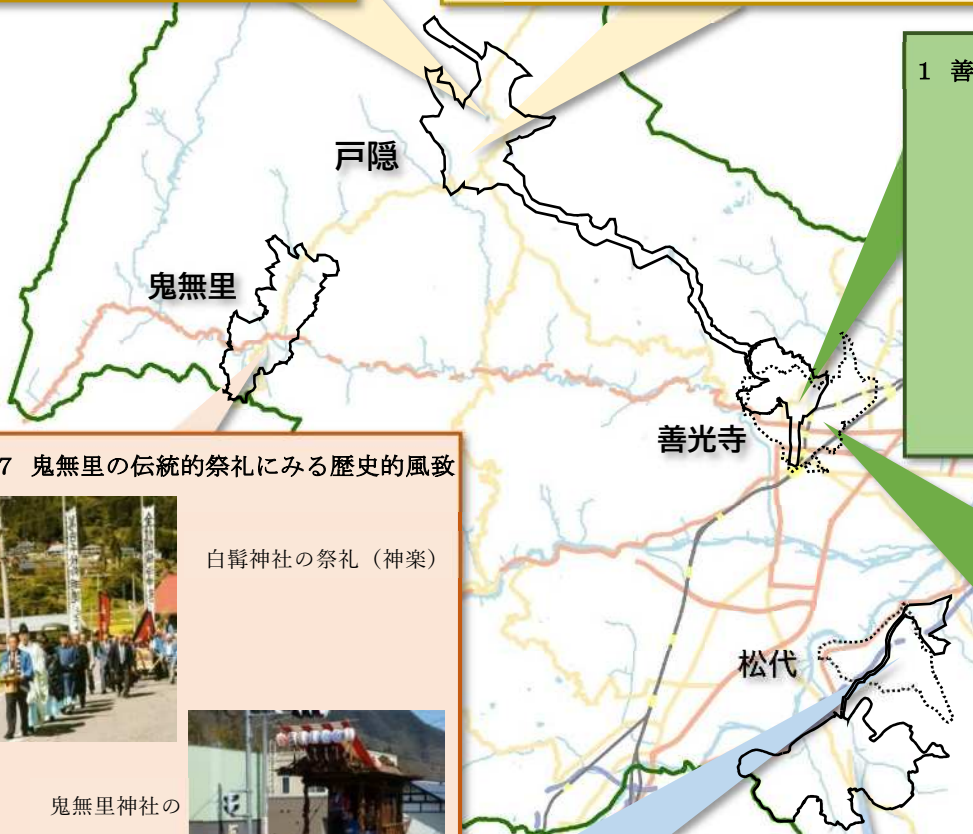 1 善
戸隠
鬼無里
善光寺
7 鬼無里の伝統的祭礼にみる歴史的風致
白髯神社の祭礼（神楽）
松代
鬼無里神社の